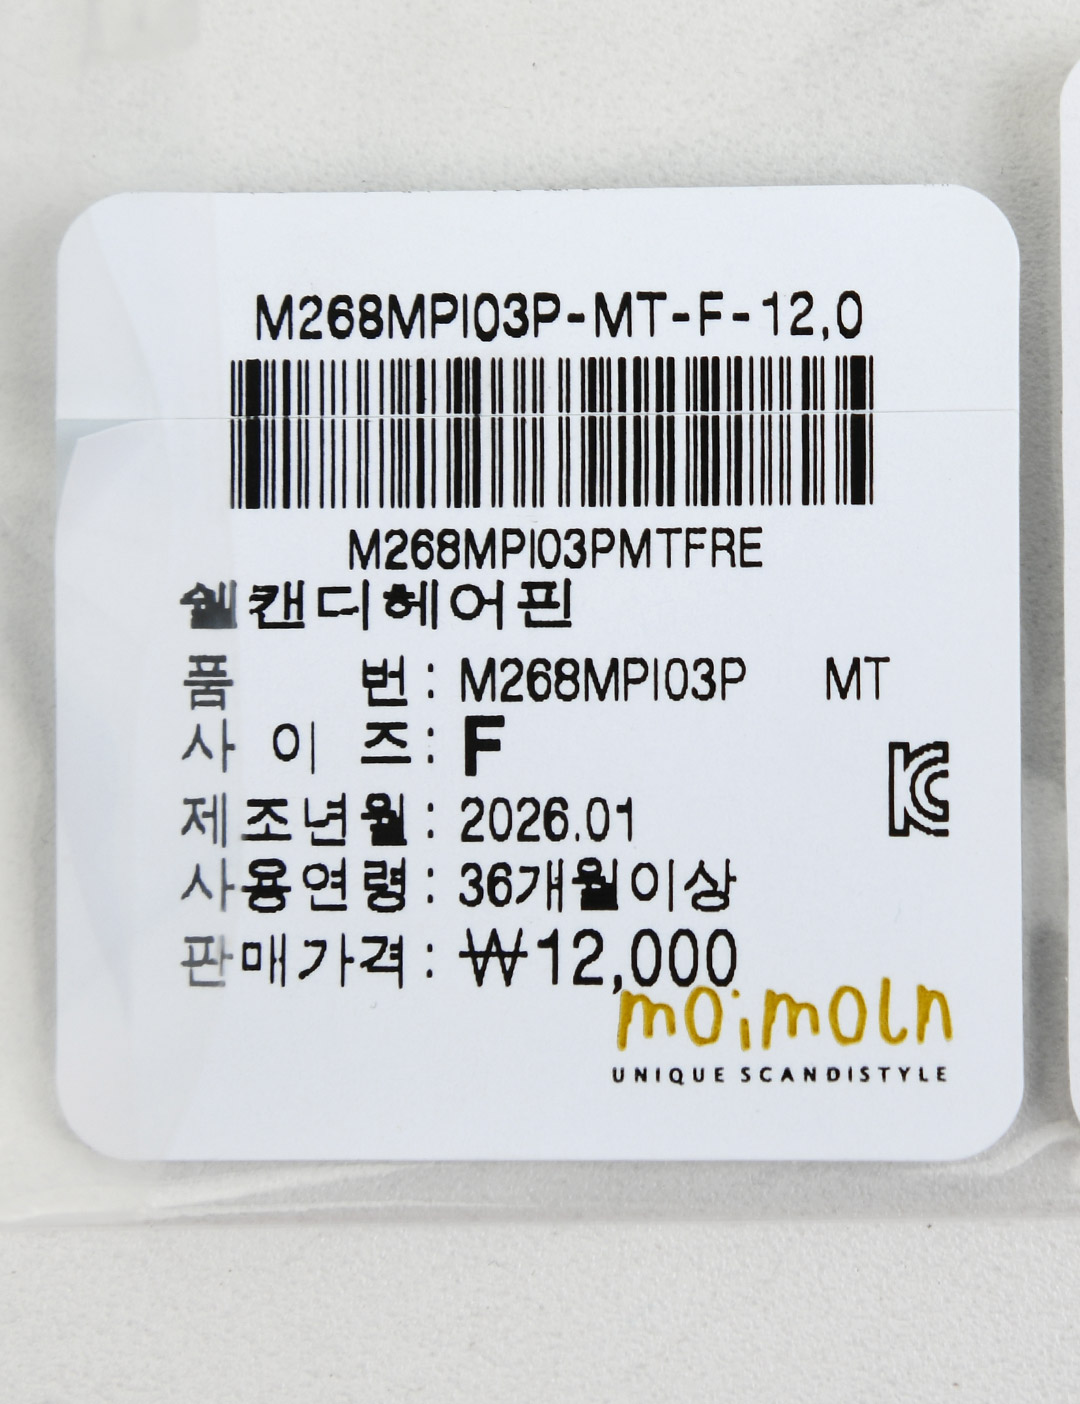 M268MPI03P-MT-F-12,0
M268MPI03PMTFRE
쉘캔디헤어핀
품 번 : M268MPI03P MT
사 이 즈 : F
제조년월 : 2026.01
사용연령 : 36개월이상
판매가격 : ₩12,000
KC
moimoln
UNIQUE SCANDISTYLE